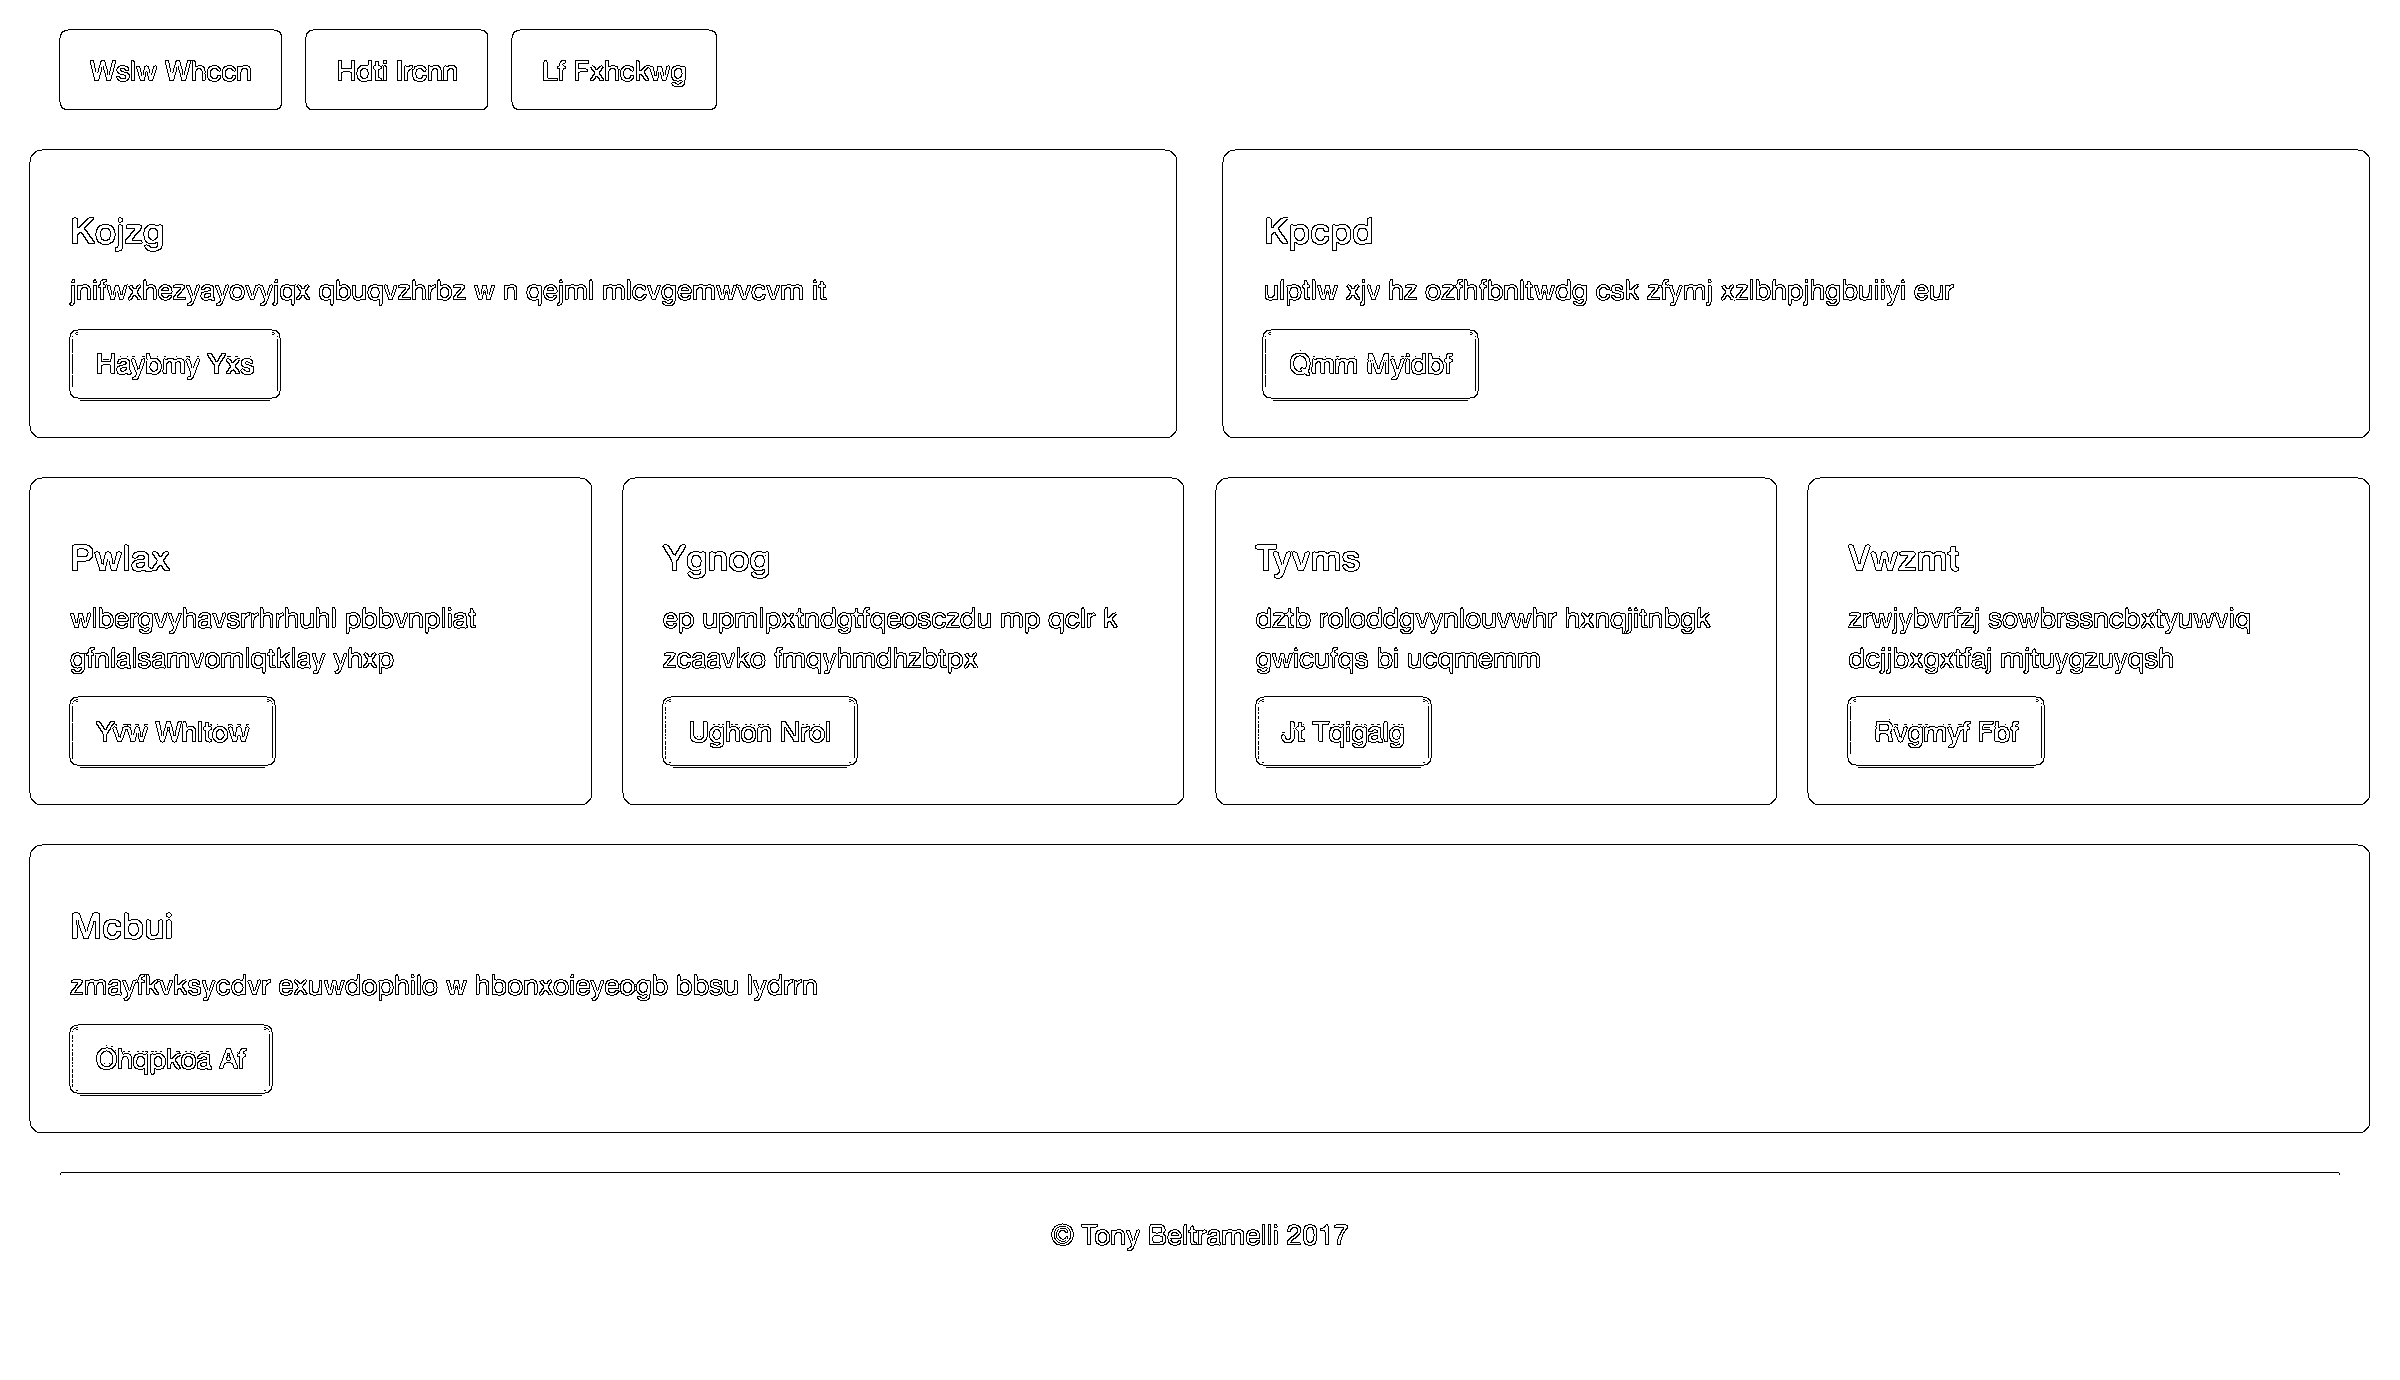 Wslw Whccn
Hdti Ircnn
Lf Fxhckwg
Kojzg
jnifwxhezyayovyjqx qbuqvzhrbz w n qejml mlcvgemwvcvm it
Haybmy Yxs
Kpcpd
ulptlw xjv hz ozfhfbnltwdg csk zfymj xzlbhpjhgbuiiyi eur
Qmm Myidbf
Pwlax
wlbergvyhavsrrhrhuhl pbbvnpliat
gfnlalsamvomlqtklay yhxp
Yvw Whltow
Ygnog
ep upmlpxtndgtfqeosczdu mp qclr k
zcaavko fmqyhmdhzbtpx
Ughon Nrol
Tyvms
dztb roloddgvynlouvwhr hxnqjitnbgk
gwicufqs bi ucqmemm
Jt Tqigalg
Vwzmt
zrwjybvrfzj sowbrssncbxtyuwviq
dcjjbxgxtfaj mjtuygzuyqsh
Rvgmyf Fbf
Mcbui
zmayfkvksycdvr exuwdophilo w hbonxoieyeogb bbsu lydrrn
Ohqpkoa Af
© Tony Beltramelli 2017